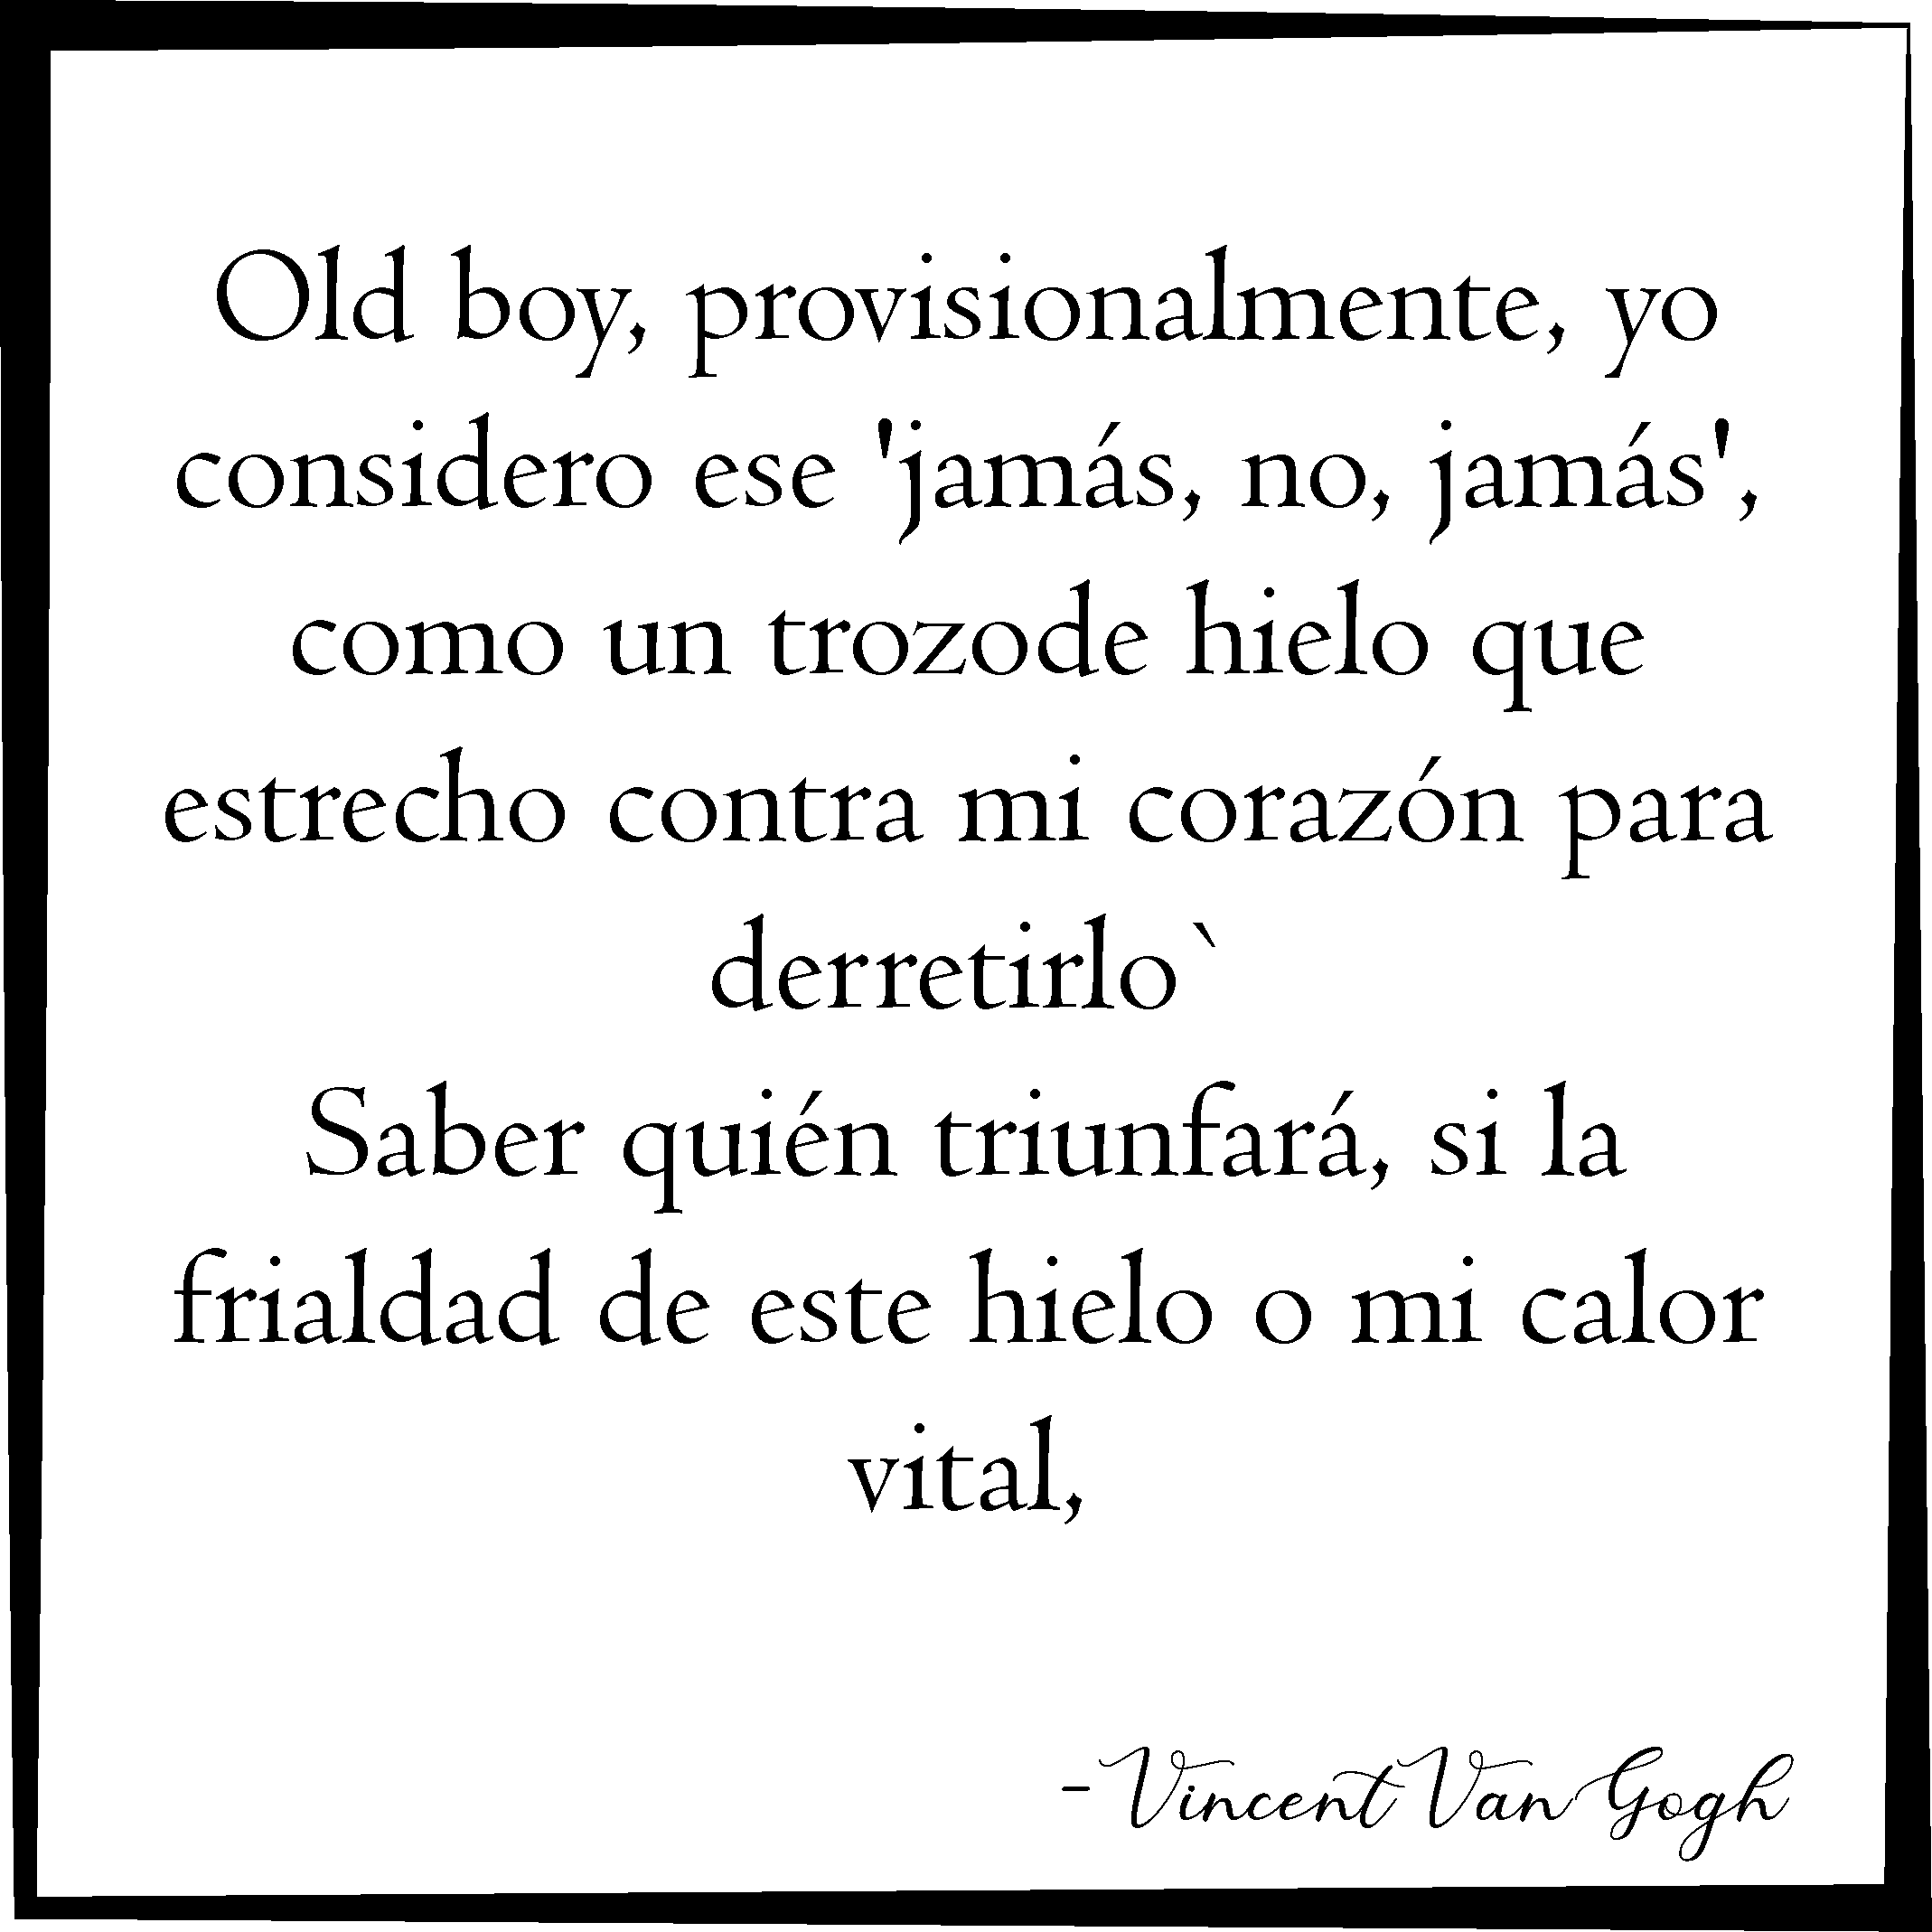 Old boy, provisionalmente, yo
considero ese 'jamás, no, jamás',
como un trozode hielo que
estrecho contra mi corazón para
derretirlo`
Saber quién triunfará, si la
frialdad de este hielo o mi calor
vital,
-Vincent Van Gogh